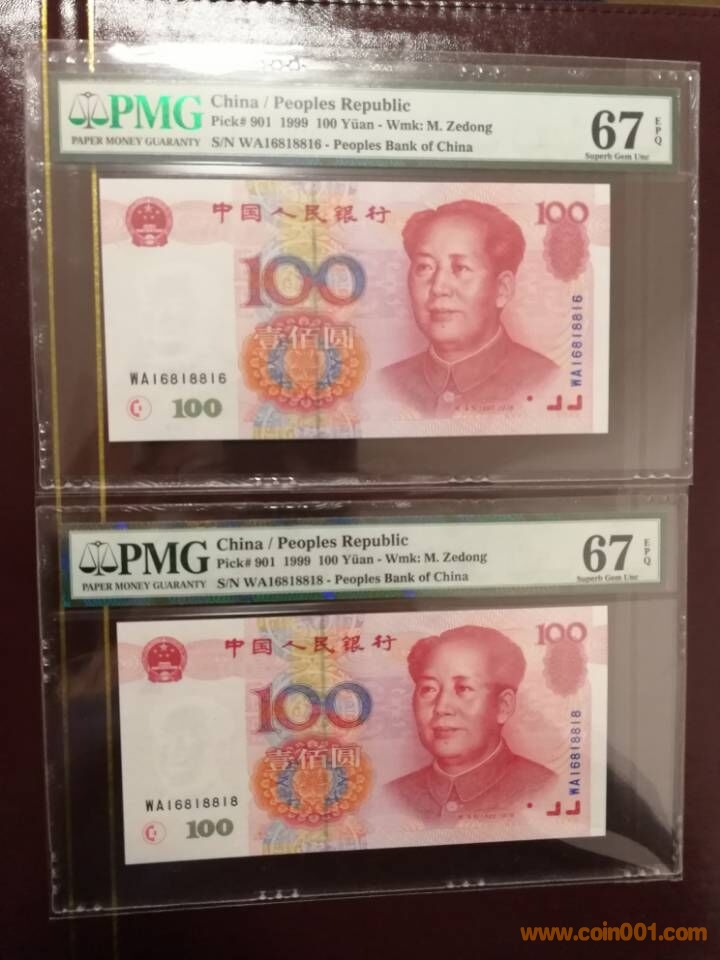 PMG
PAPER MONEY GUARANTY
China / Peoples Republic
Pick# 901 1999 100 Yüan - Wmk: M. Zedong
S/N WA16818816 - Peoples Bank of China
67
EPQ
Superb Gem Unc
中国人民银行
100
100
壹佰圆
WA16818816
100
WA16818816
PMG
PAPER MONEY GUARANTY
China / Peoples Republic
Pick# 901 1999 100 Yüan - Wmk: M. Zedong
S/N WA16818818 - Peoples Bank of China
67
EPQ
Superb Gem Unc
中国人民银行
100
100
壹佰圆
WA16818818
100
WA16818818
www.coin001.com